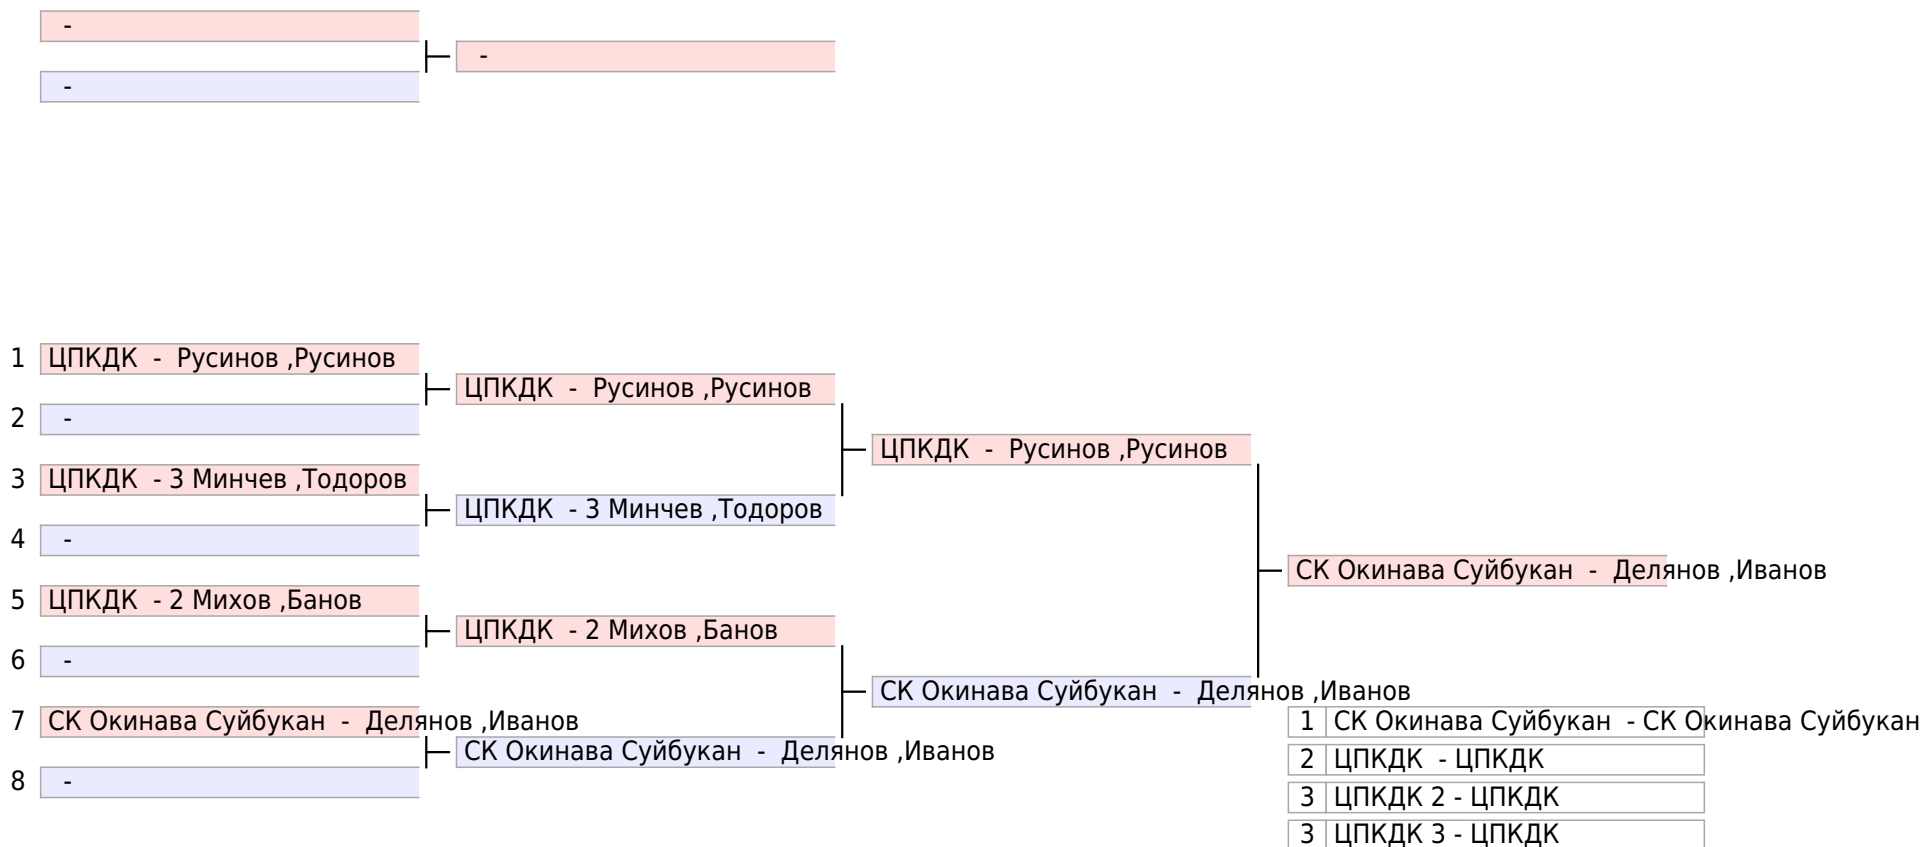 -
-
-
1 ЦПКДК - Русинов ,Русинов
ЦПКДК - Русинов ,Русинов
2 -
ЦПКДК - Русинов ,Русинов
3 ЦПКДК - 3 Минчев ,Тодоров
ЦПКДК - 3 Минчев ,Тодоров
4 -
СК Окинава Суйбукан - Делянов ,Иванов
5 ЦПКДК - 2 Михов ,Банов
ЦПКДК - 2 Михов ,Банов
6 -
СК Окинава Суйбукан - Делянов ,Иванов
7 СК Окинава Суйбукан - Делянов ,Иванов
СК Окинава Суйбукан - Делянов ,Иванов
8 -
1 СК Окинава Суйбукан - СК Окинава Суйбукан
2 ЦПКДК - ЦПКДК
3 ЦПКДК 2 - ЦПКДК
3 ЦПКДК 3 - ЦПКДК